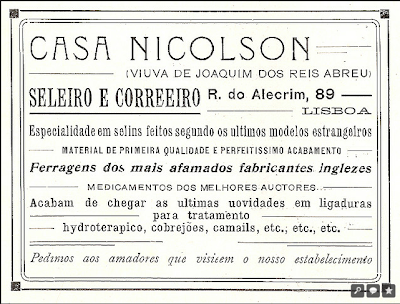 CASA NICOLSON
(VIUVA DE JOAQUIM DOS REIS ABREU)
SELEIRO E CORREEIRO R. do Alecrim, 89
LISBOA
Especialidade em selins feitos segundo os ultimos modelos estrangeiros
MATERIAL DE PRIMEIRA QUALIDADE E PERFEITISSIMO ACABAMENTO
Ferragens dos mais afamados fabricantes inglezes
MEDICAMENTOS DOS MELHORES AUCTORES
Acabam de chegar as ultimas uovidades em ligaduras
para tratamento
hydroterapico, cobrejões, camails, etc., etc., etc.
Pedimos aos amadores que visiiem o nosso estabelecimento